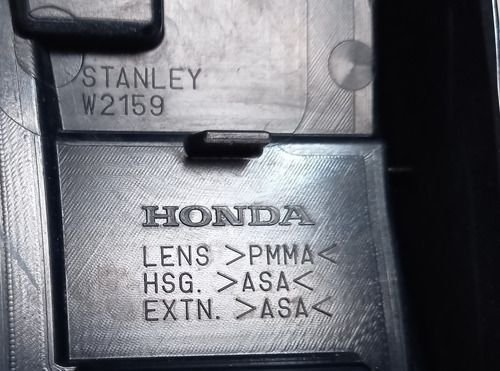 STANLEY
W2159
HONDA
LENS >PMMA<
HSG. >ASA<
EXTN. >ASA<